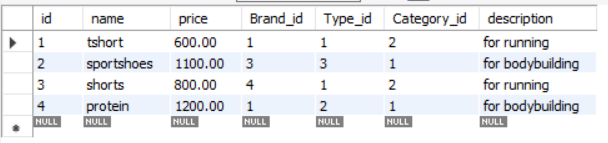 id name price Brand_id Type_id Category_id description
1 tshort 600.00 1 1 2 for running
2 sportshoes 1100.00 3 3 1 for bodybuilding
3 shorts 800.00 4 1 2 for running
4 protein 1200.00 1 2 1 for bodybuilding
NULL NULL NULL NULL NULL NULL NULL